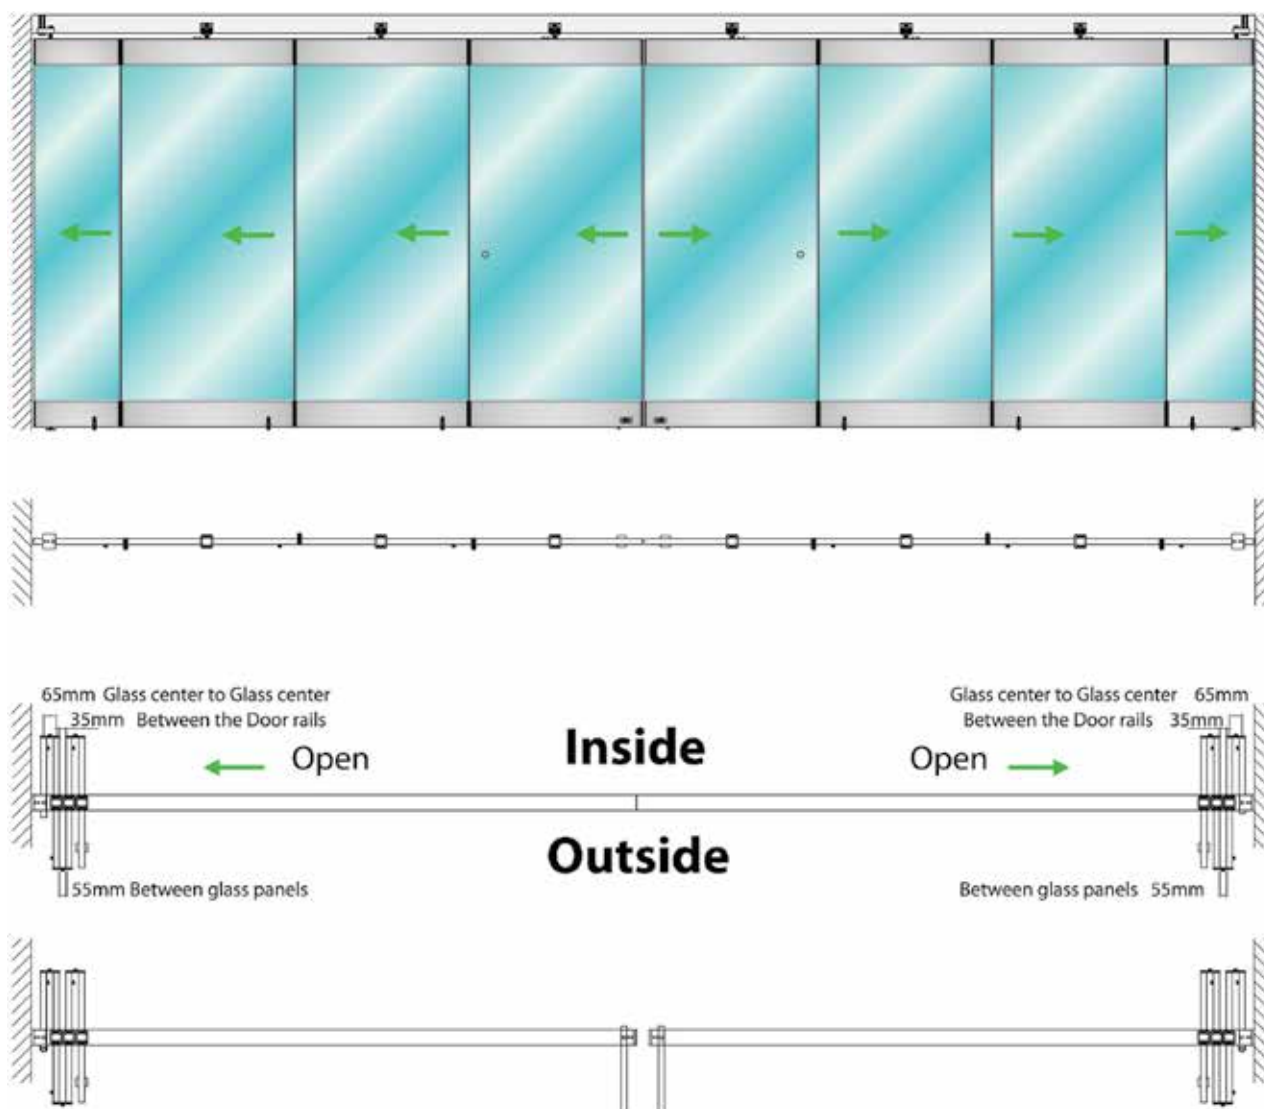 65mm Glass center to Glass center
35mm Between the Door rails
Open
Inside
Outside
55mm Between glass panels
Glass center to Glass center 65mm
Between the Door rails 35mm
Open
Between glass panels 55mm